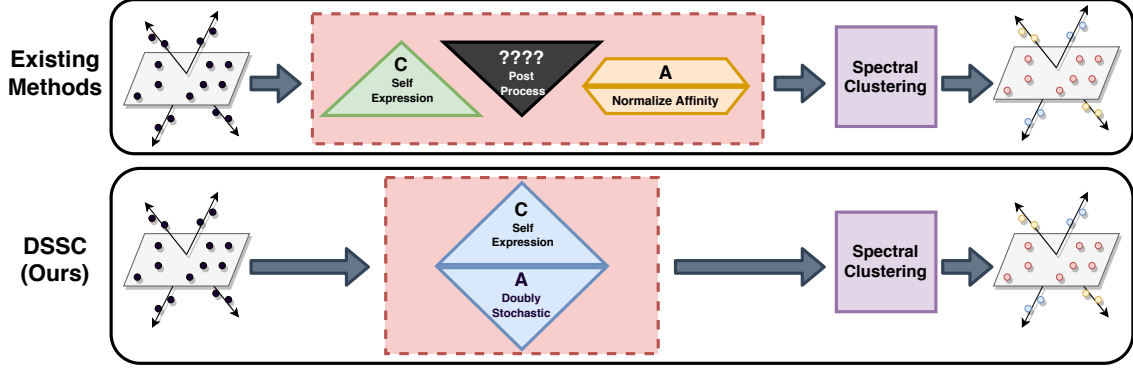 Existing
Methods
C
Self
Expression
????
Post
Process
A
Normalize Affinity
Spectral
Clustering
DSSC
(Ours)
C
Self
Expression
A
Doubly
Stochastic
Spectral
Clustering